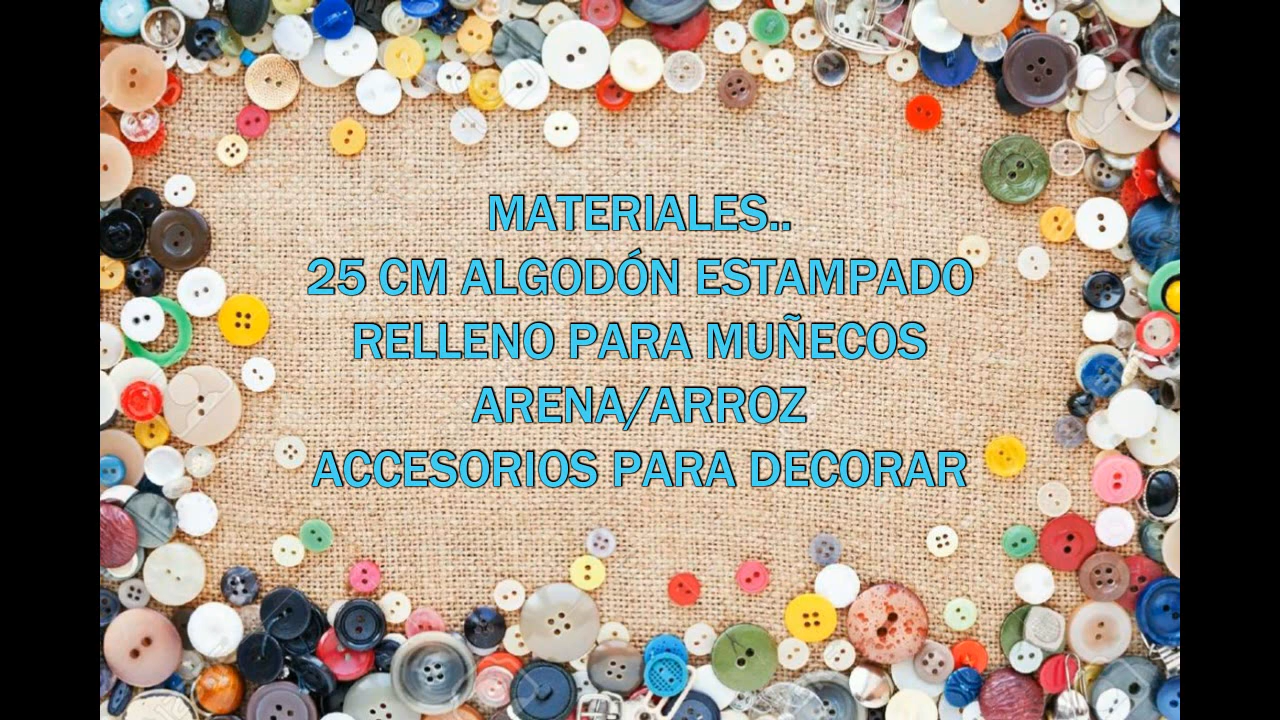 MATERIALES..
25 CM ALGODÓN ESTAMPADO
RELLENO PARA MUÑECOS
ARENA/ARROZ
ACCESORIOS PARA DECORAR